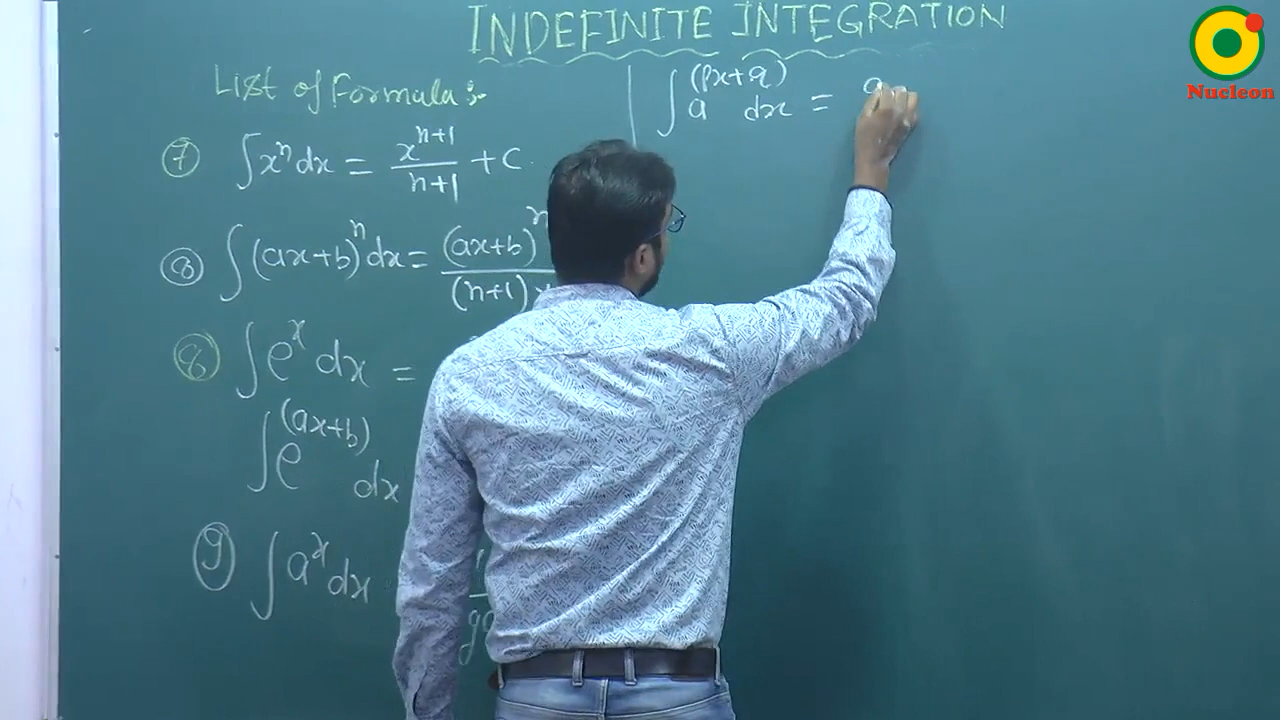 INDEFINITE INTEGRATION
List of Formula :-
⑦ ∫x^n dx = x^(n+1)/(n+1) + C
⑧ ∫(ax+b)^n dx = (ax+b)^n/(n+1)
⑧ ∫e^x dx =
∫e^(ax+b) dx
⑨ ∫a^x dx
∫a^(px+q) dx = a
Nucleon